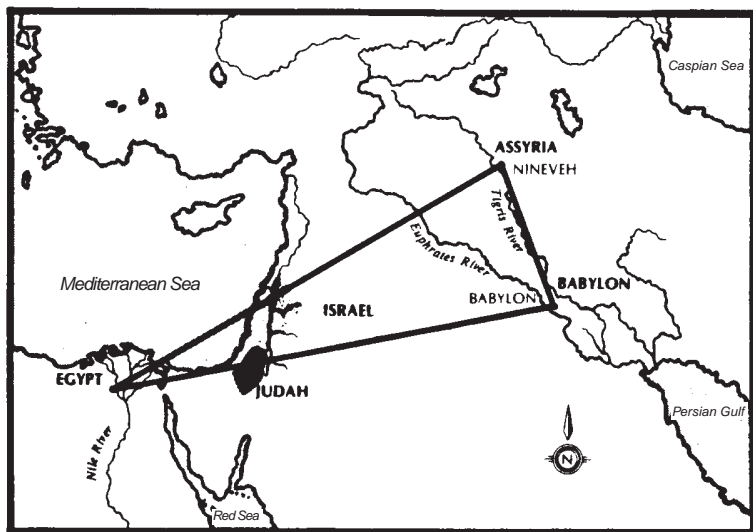 Caspian Sea
ASSYRIA
NINEVEH
Tigris River
Euphrates River
Mediterranean Sea
BABYLON
BABYLON
ISRAEL
EGYPT
JUDAH
Nile River
Persian Gulf
N
Red Sea